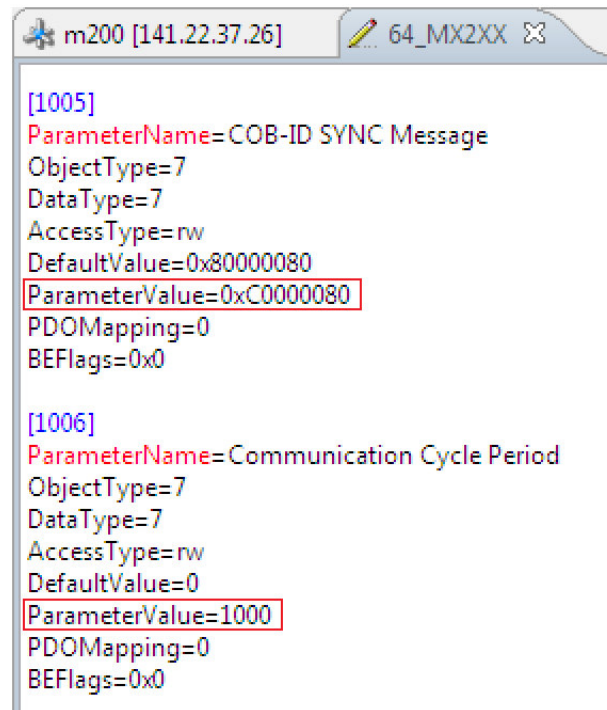 m200 [141.22.37.26] 64_MX2XX
[1005]
ParameterName=COB-ID SYNC Message
ObjectType=7
DataType=7
AccessType=rw
DefaultValue=0x80000080
ParameterValue=0xC0000080
PDOMapping=0
BEFlags=0x0
[1006]
ParameterName=Communication Cycle Period
ObjectType=7
DataType=7
AccessType=rw
DefaultValue=0
ParameterValue=1000
PDOMapping=0
BEFlags=0x0